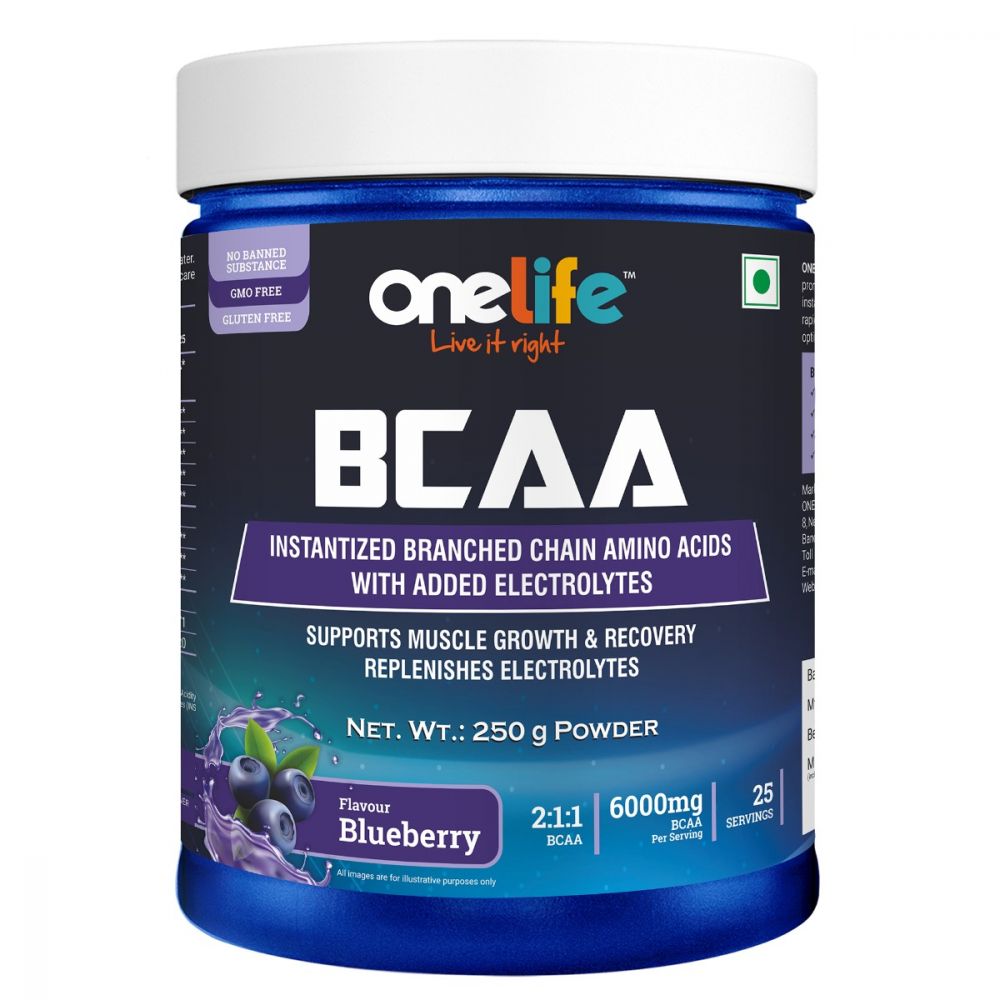 NO BANNED
SUBSTANCE
GMO FREE
GLUTEN FREE
onelife™
Live it right
BCAA
INSTANTIZED BRANCHED CHAIN AMINO ACIDS
WITH ADDED ELECTROLYTES
SUPPORTS MUSCLE GROWTH & RECOVERY
REPLENISHES ELECTROLYTES
NET. WT.: 250 g POWDER
Flavour
Blueberry
2:1:1
BCAA
6000mg
BCAA
Per Serving
25
SERVINGS
All images are for illustrative purposes only